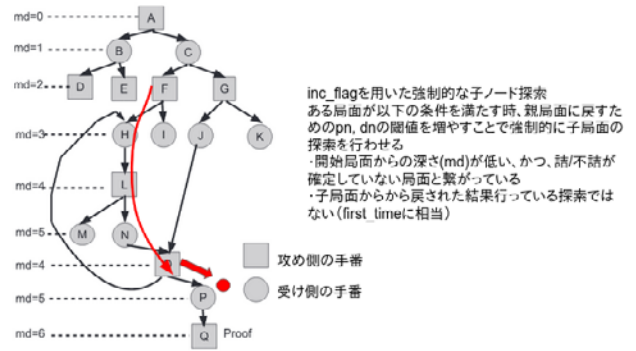 md=0
A
md=1
B
C
md=2
D
E
F
G
md=3
H
I
J
K
md=4
L
md=5
M
N
md=4
md=5
P
md=6
Q
Proof
inc_flagを用いた強制的な子ノード探索
ある局面が以下の条件を満たす時、親局面に戻すた
めのpn, dnの閾値を増やすことで強制的に子局面の
探索を行わせる
・開始局面からの深さ(md)が低い、かつ、詰/不詰が
確定していない局面と繋がっている
・子局面からから戻された結果行っている探索では
ない（first_timeに相当）
攻め側の手番
受け側の手番